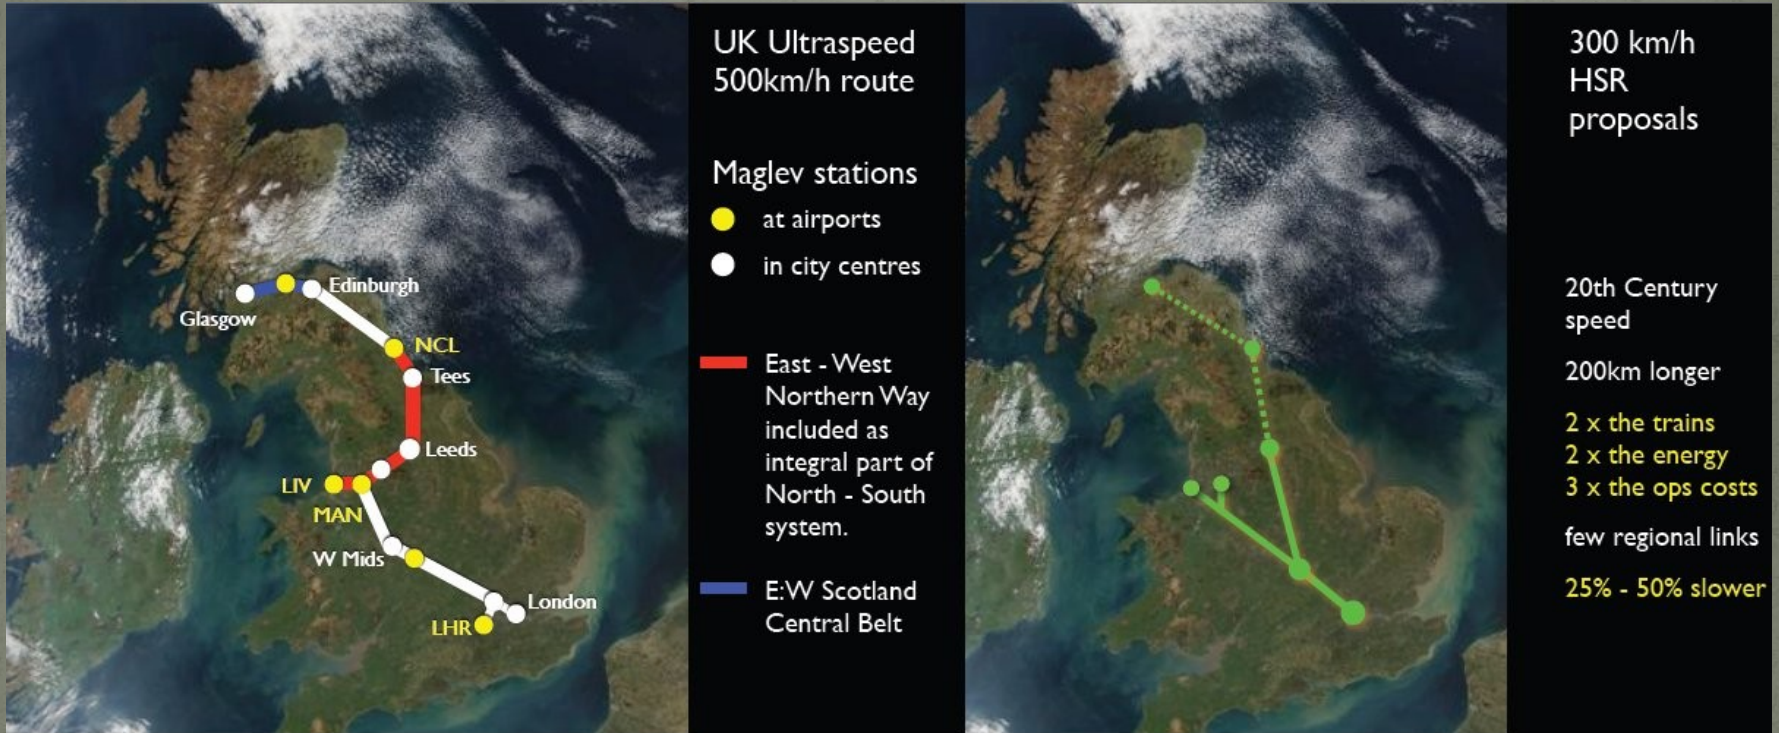 UK Ultraspeed
500km/h route
Maglev stations
at airports
in city centres
East - West
Northern Way
included as
integral part of
North - South
system.
E:W Scotland
Central Belt
Edinburgh
Glasgow
NCL
Tees
Leeds
LIV
MAN
W Mids
London
LHR
300 km/h
HSR
proposals
20th Century
speed
200km longer
2 x the trains
2 x the energy
3 x the ops costs
few regional links
25% - 50% slower